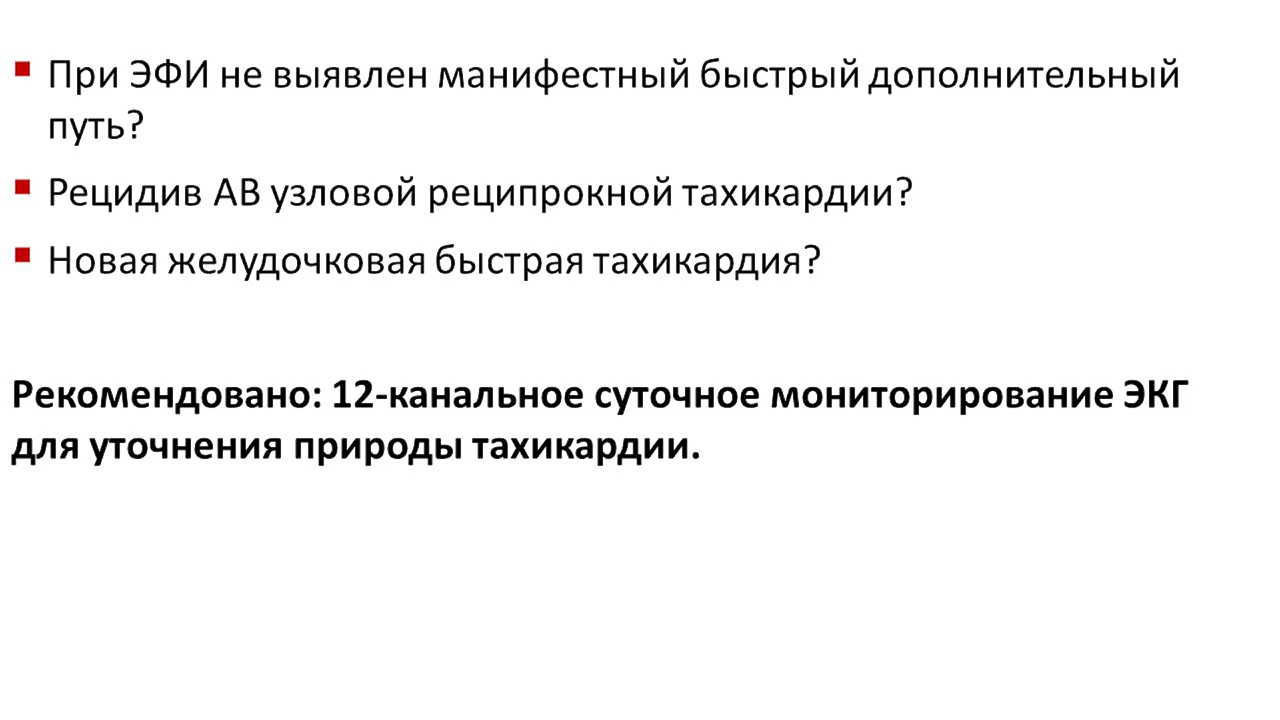 ▪ При ЭФИ не выявлен манифестный быстрый дополнительный
путь?
▪ Рецидив АВ узловой реципрокной тахикардии?
▪ Новая желудочковая быстрая тахикардия?
Рекомендовано: 12-канальное суточное мониторирование ЭКГ
для уточнения природы тахикардии.